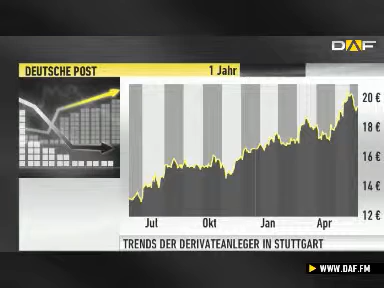 DAF
DEUTSCHE POST 1 Jahr
20 €
18 €
16 €
14 €
12 €
Jul Okt Jan Apr
TRENDS DER DERIVATEANLEGER IN STUTTGART
WWW.DAF.FM